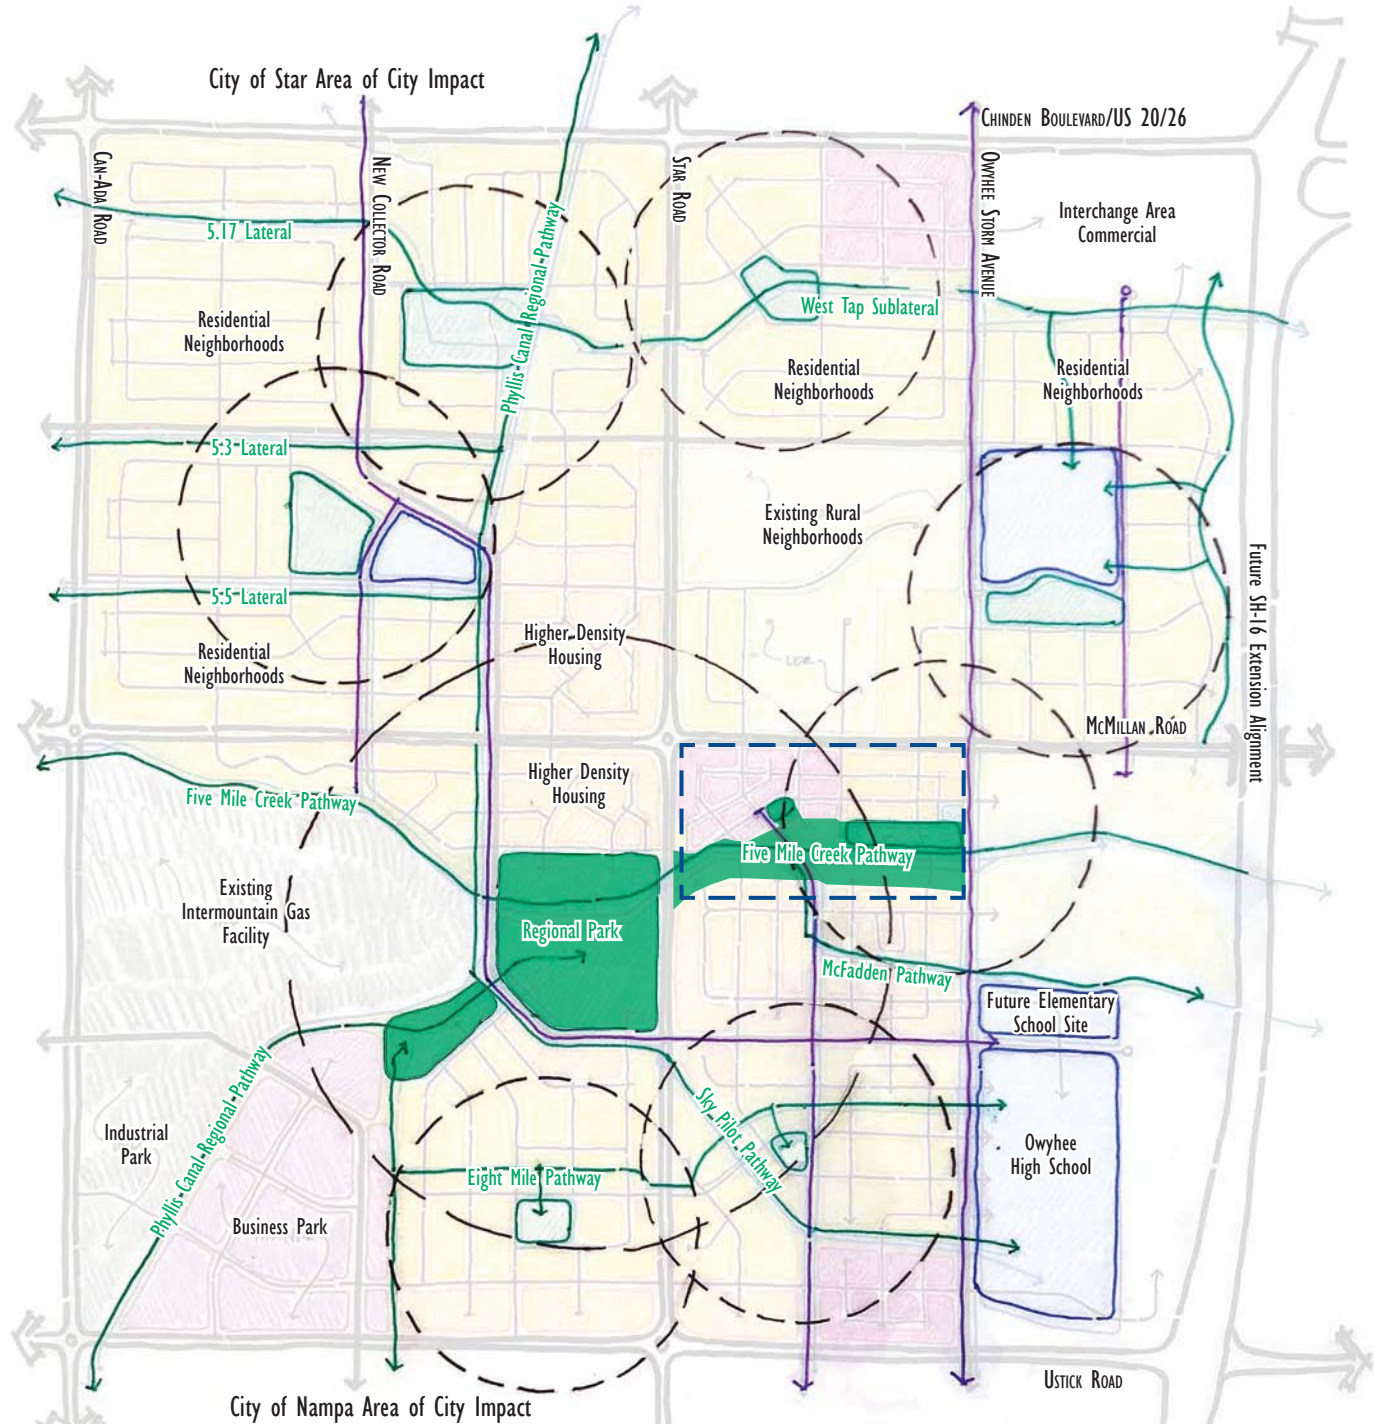 City of Star Area of City Impact
Chinden Boulevard/US 20/26
Can-Ada Road
New Collector Road
Star Road
Owyhee Storm Avenue
Interchange Area
Commercial
5.17 Lateral
Phyllis Canal Regional Pathway
West Tap Sublateral
Residential
Neighborhoods
Residential
Neighborhoods
Residential
Neighborhoods
5.3 Lateral
Existing Rural
Neighborhoods
Future SH-16 Extension Alignment
5.5 Lateral
Residential
Neighborhoods
Higher Density
Housing
LDR
McMillan Road
Higher Density
Housing
Five Mile Creek Pathway
Five Mile Creek Pathway
Existing
Intermountain Gas
Facility
Regional Park
McFadden Pathway
Future Elementary
School Site
Phyllis Canal Regional Pathway
Sky Pilot Pathway
Industrial
Park
Owyhee
High School
Eight Mile Pathway
Business Park
Ustick Road
City of Nampa Area of City Impact